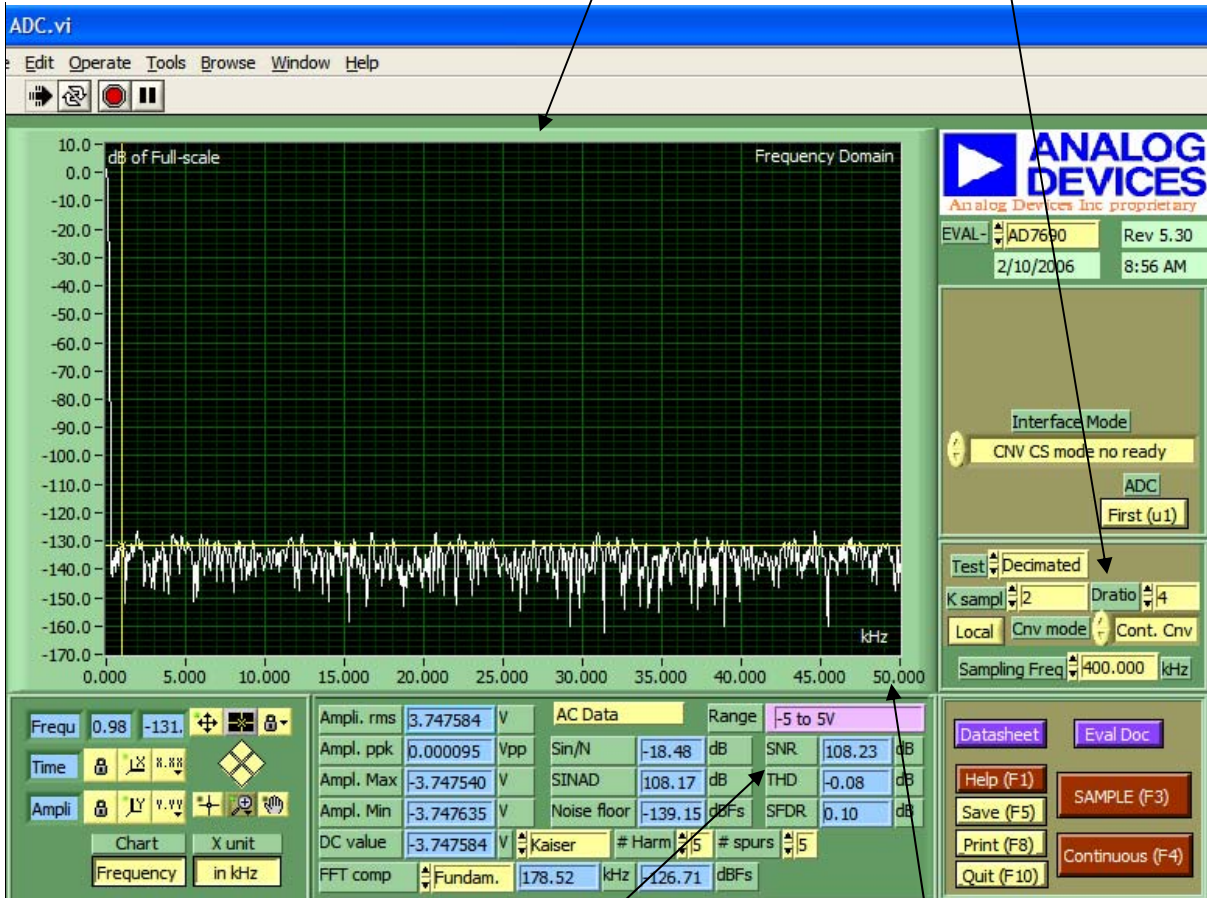 ADC.vi
Edit Operate Tools Browse Window Help
dB of Full-scale
Frequency Domain
10.0
0.0
-10.0
-20.0
-30.0
-40.0
-50.0
-60.0
-70.0
-80.0
-90.0
-100.0
-110.0
-120.0
-130.0
-140.0
-150.0
-160.0
-170.0
kHz
0.000 5.000 10.000 15.000 20.000 25.000 30.000 35.000 40.000 45.000 50.000
ANALOG
DEVICES
Analog Devices Inc proprietary
EVAL- AD7690 Rev 5.30
2/10/2006 8:56 AM
Interface Mode
CNV CS mode no ready
ADC
First (u1)
Test Decimated
K sampl 2 Dratio 4
Local Cnv mode Cont. Cnv
Sampling Freq 400.000 kHz
Frequ 0.98 -131.
Time X X.XX
Ampli Y Y.YY
Chart X unit
Frequency in kHz
Ampli. rms 3.747584 V AC Data Range -5 to 5V
Ampl. ppk 0.000095 Vpp Sin/N -18.48 dB SNR 108.23 dB
Ampl. Max -3.747540 V SINAD 108.17 dB THD -0.08 dB
Ampl. Min -3.747635 V Noise floor -139.15 dBFs SFDR 0.10 dB
DC value -3.747584 V Kaiser # Harm 5 # spurs 5
FFT comp Fundam. 178.52 kHz -126.71 dBFs
Datasheet Eval Doc
Help (F1)
SAMPLE (F3)
Save (F5)
Print (F8)
Continuous (F4)
Quit (F10)